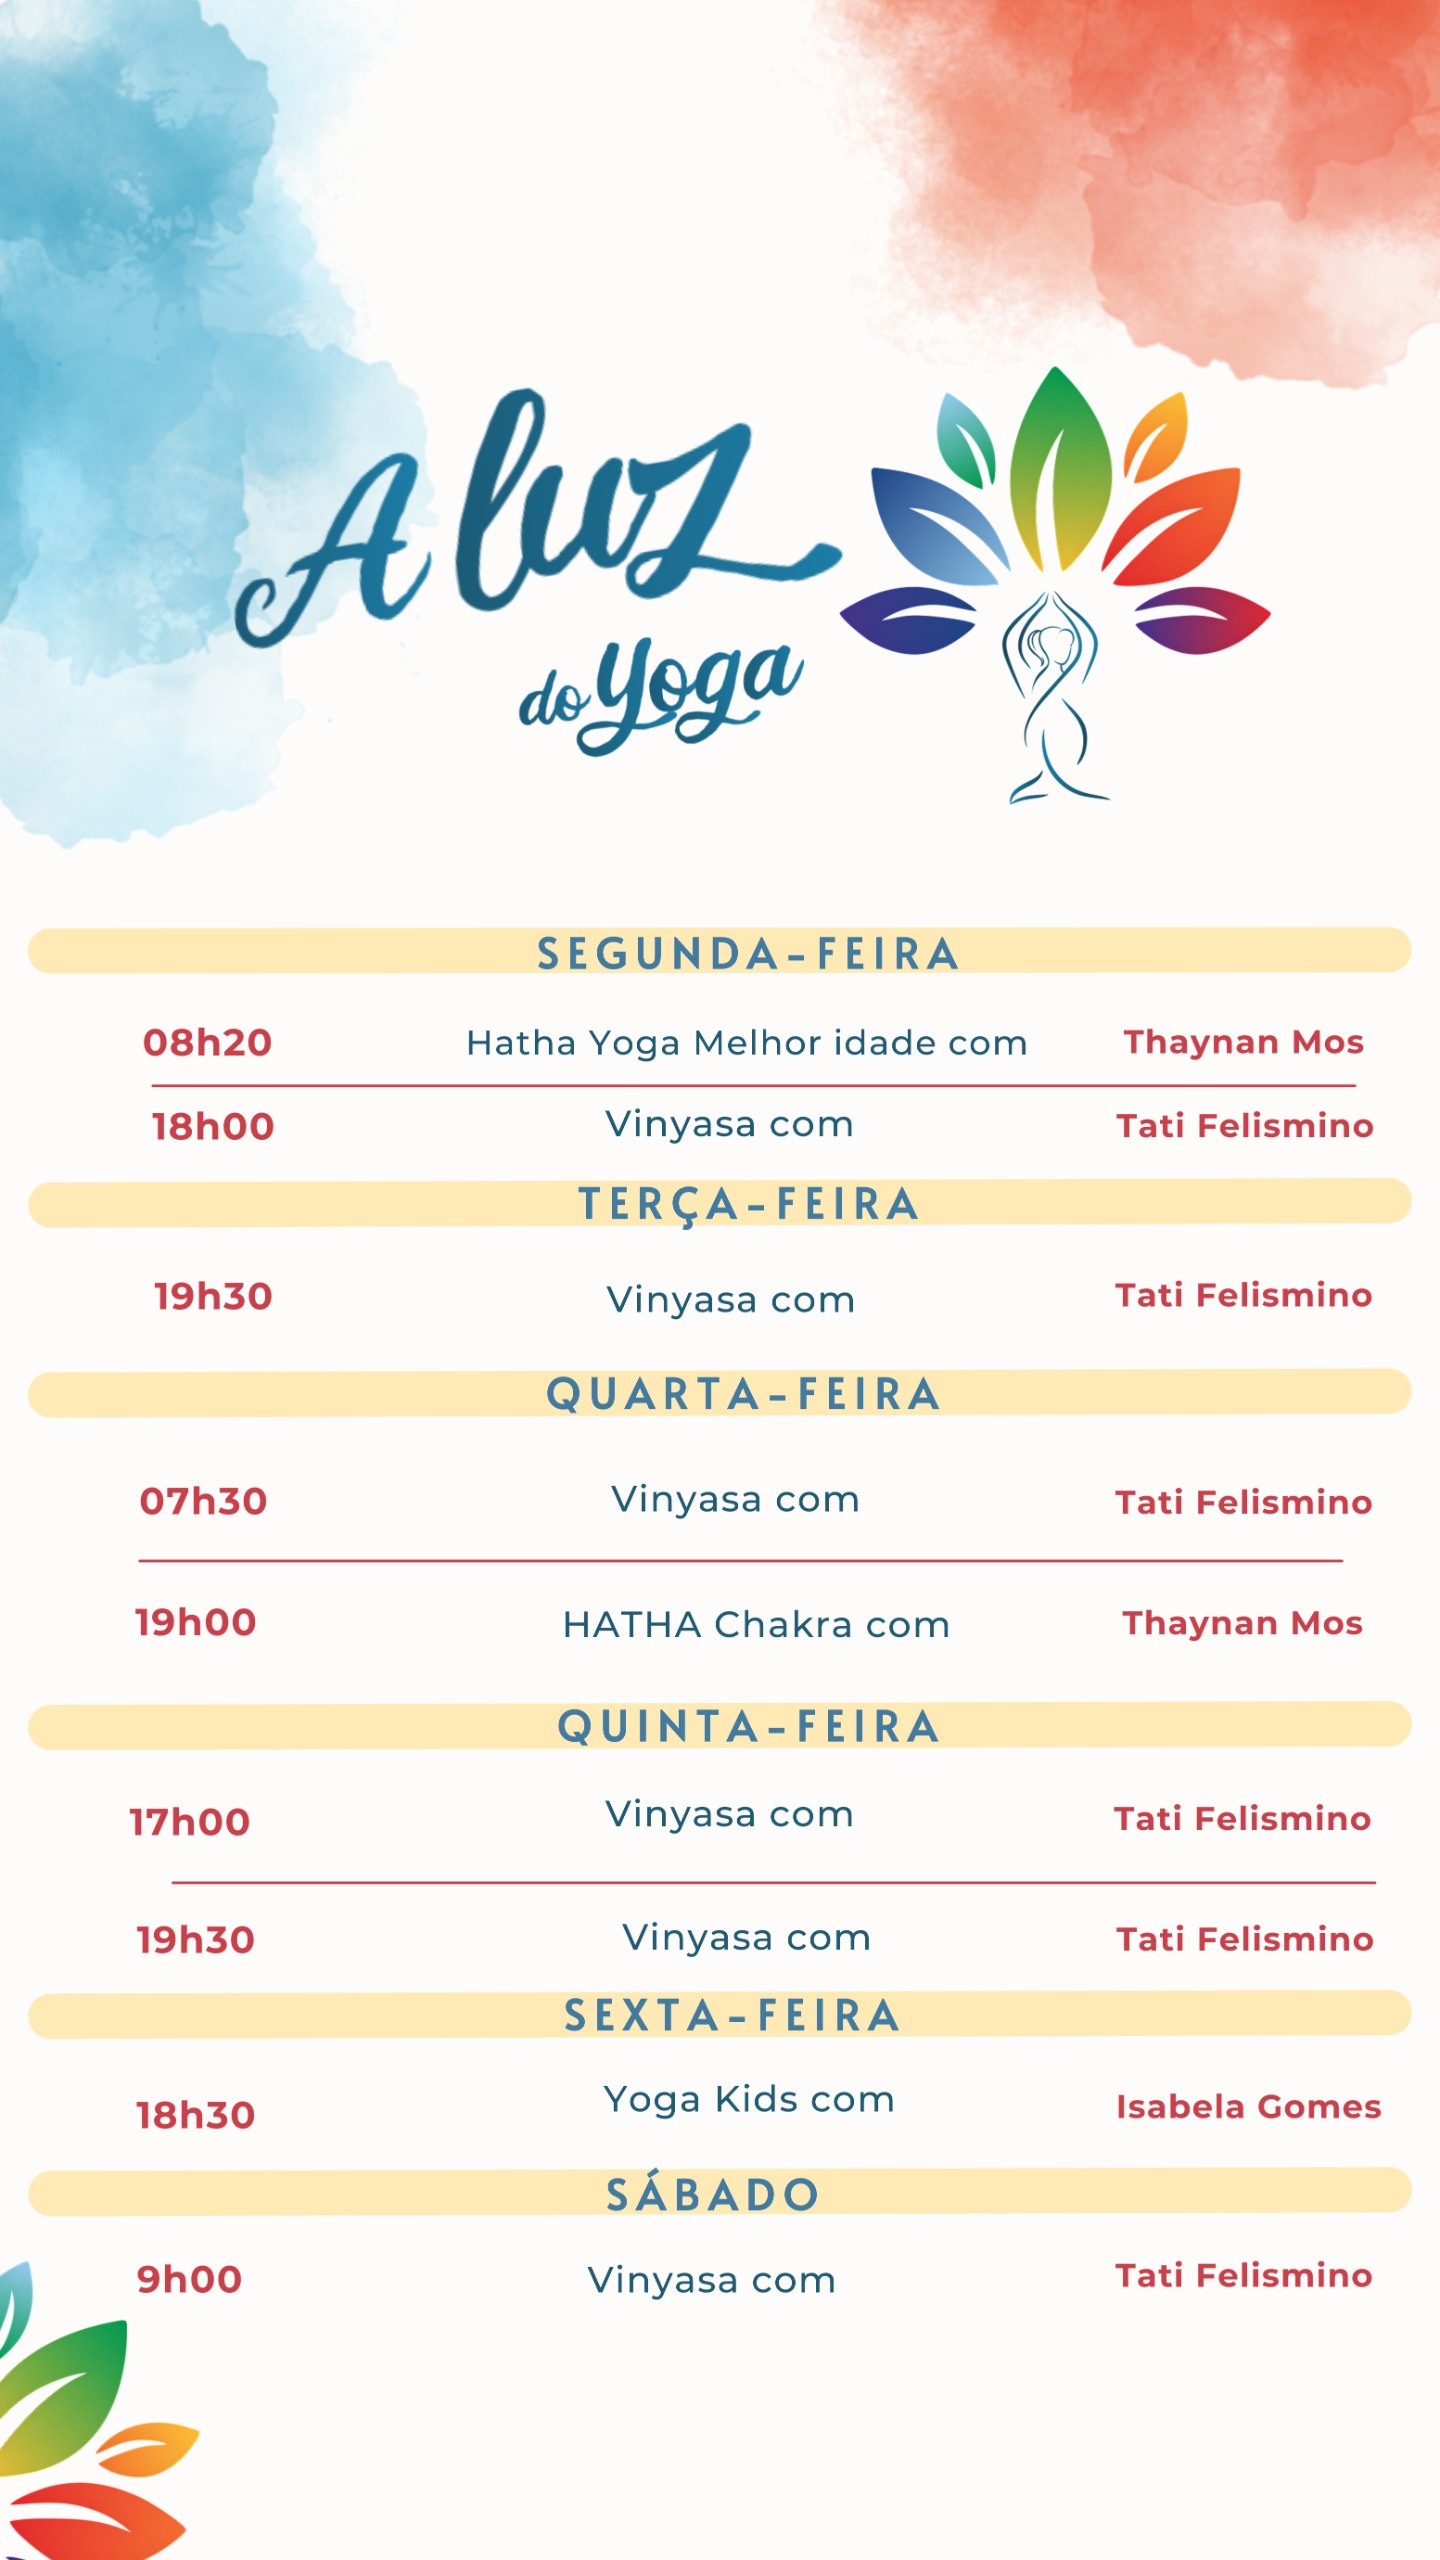 A luz
do Yoga
SEGUNDA-FEIRA
08h20 Hatha Yoga Melhor idade com Thaynan Mos
18h00 Vinyasa com Tati Felismino
TERÇA-FEIRA
19h30 Vinyasa com Tati Felismino
QUARTA-FEIRA
07h30 Vinyasa com Tati Felismino
19h00 HATHA Chakra com Thaynan Mos
QUINTA-FEIRA
17h00 Vinyasa com Tati Felismino
19h30 Vinyasa com Tati Felismino
SEXTA-FEIRA
18h30 Yoga Kids com Isabela Gomes
SÁBADO
9h00 Vinyasa com Tati Felismino